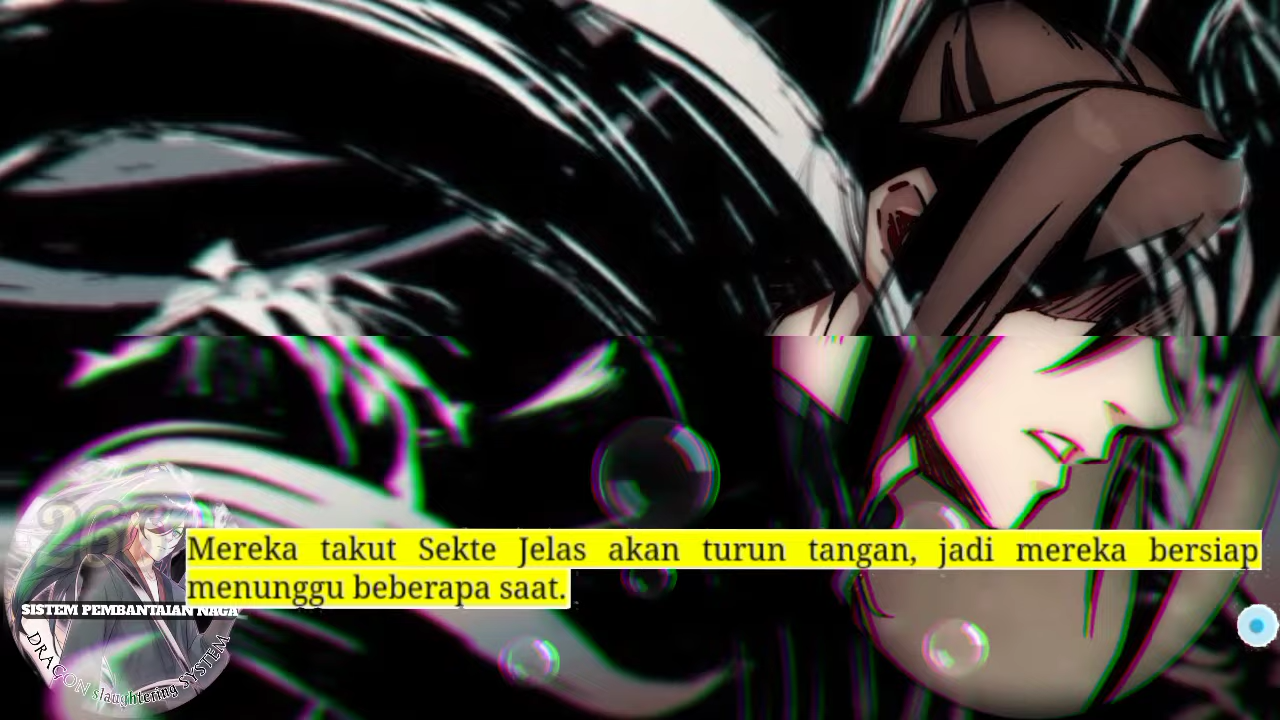 Mereka takut Sekte Jelas akan turun tangan, jadi mereka bersiap
menunggu beberapa saat.
SISTEM PEMBANTAIAN NAGA
DRAGON slaughtering SYSTEM